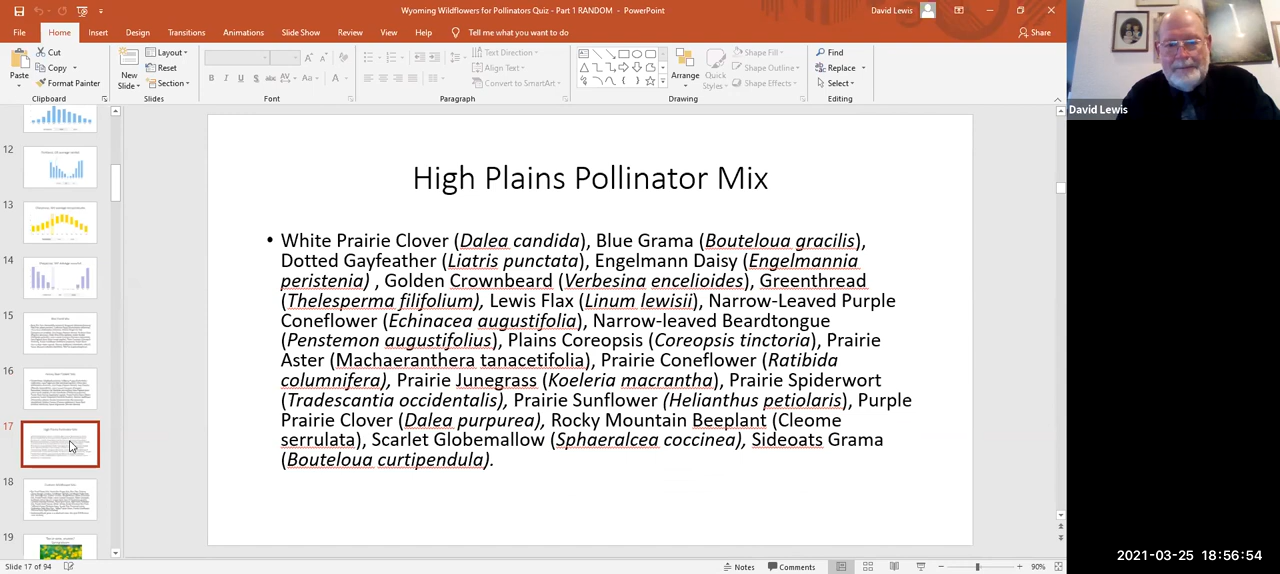 Wyoming Wildflowers for Pollinators Quiz - Part 1 RANDOM - PowerPoint
David Lewis
File Home Insert Design Transitions Animations Slide Show Review View Help Tell me what you want to do Share
Paste
Cut
Copy
Format Painter
Clipboard
New Slide
Layout
Reset
Section
Slides
Font
Text Direction
Align Text
Convert to SmartArt
Paragraph
Arrange
Quick Styles
Shape Fill
Shape Outline
Shape Effects
Drawing
Find
Replace
Select
Editing
David Lewis
12
13
14
15
16
17
18
19
High Plains Pollinator Mix
• White Prairie Clover (Dalea candida), Blue Grama (Bouteloua gracilis),
Dotted Gayfeather (Liatris punctata), Engelmann Daisy (Engelmannia
peristenia) , Golden Crownbeard (Verbesina encelioides), Greenthread
(Thelesperma filifolium), Lewis Flax (Linum lewisii), Narrow-Leaved Purple
Coneflower (Echinacea augustifolia), Narrow-leaved Beardtongue
(Penstemon augustifolius), Plains Coreopsis (Coreopsis tinctoria), Prairie
Aster (Machaeranthera tanacetifolia), Prairie Coneflower (Ratibida
columnifera), Prairie Junegrass (Koeleria macrantha), Prairie Spiderwort
(Tradescantia occidentalis), Prairie Sunflower (Helianthus petiolaris), Purple
Prairie Clover (Dalea purpurea), Rocky Mountain Beeplant (Cleome
serrulata), Scarlet Globemallow (Sphaeralcea coccinea), Sideoats Grama
(Bouteloua curtipendula).
Slide 17 of 94
Notes
Comments
90%
2021-03-25 18:56:54